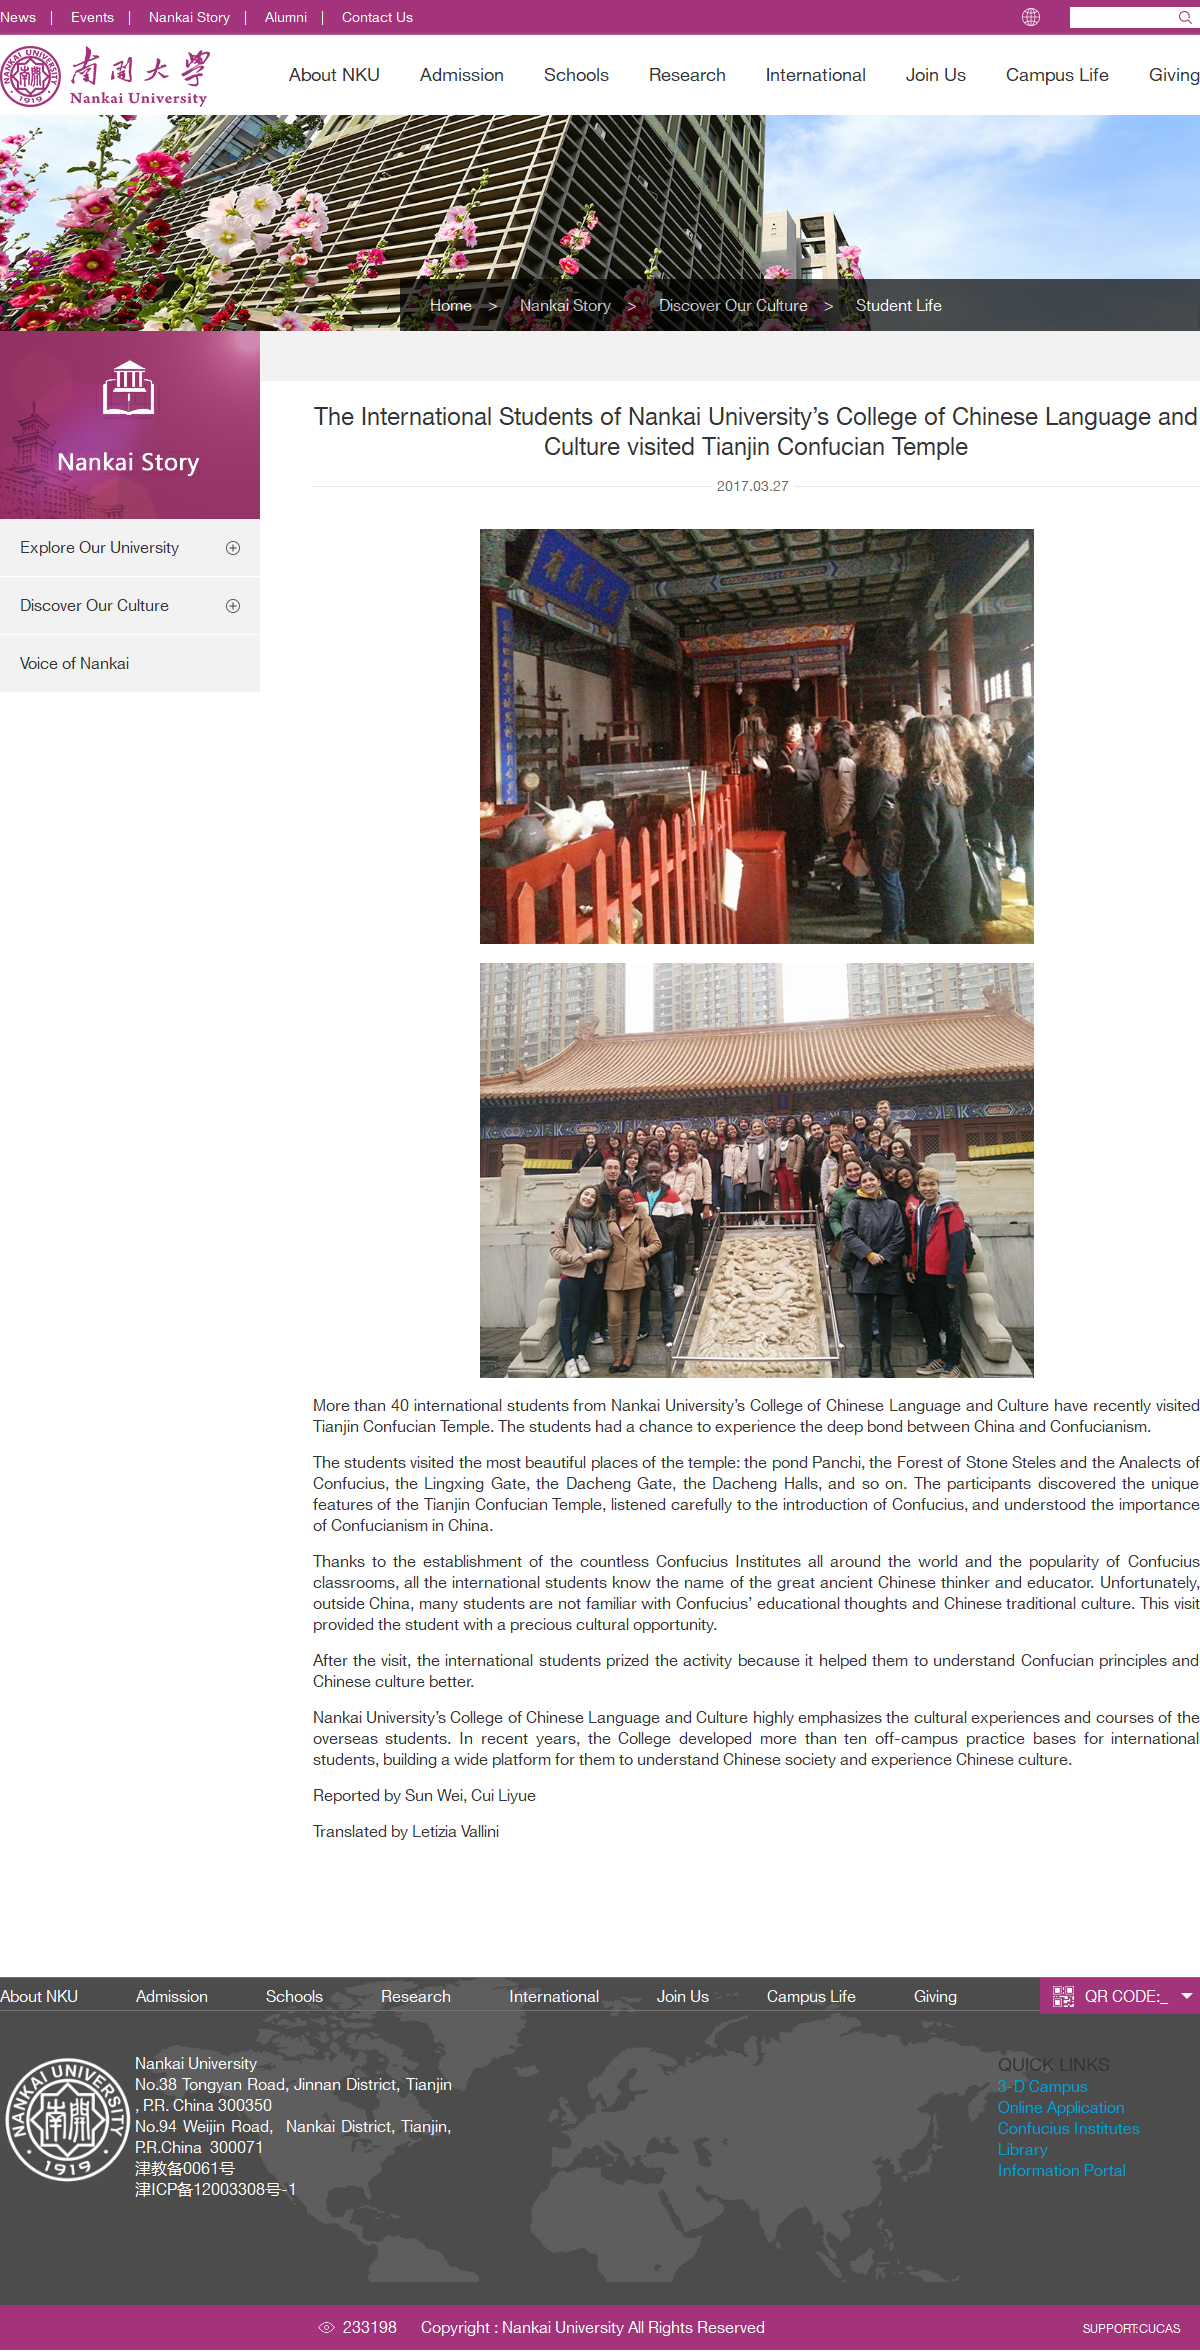 News | Events | Nankai Story | Alumni | Contact Us
NANKAI UNIVERSITY
1919
南開大學
Nankai University
About NKU Admission Schools Research International Join Us Campus Life Giving
Home > Nankai Story > Discover Our Culture > Student Life
Nankai Story
Explore Our University
Discover Our Culture
Voice of Nankai
The International Students of Nankai University’s College of Chinese Language and
Culture visited Tianjin Confucian Temple
2017.03.27
More than 40 international students from Nankai University’s College of Chinese Language and Culture have recently visited
Tianjin Confucian Temple. The students had a chance to experience the deep bond between China and Confucianism.
The students visited the most beautiful places of the temple: the pond Panchi, the Forest of Stone Steles and the Analects of
Confucius, the Lingxing Gate, the Dacheng Gate, the Dacheng Halls, and so on. The participants discovered the unique
features of the Tianjin Confucian Temple, listened carefully to the introduction of Confucius, and understood the importance
of Confucianism in China.
Thanks to the establishment of the countless Confucius Institutes all around the world and the popularity of Confucius
classrooms, all the international students know the name of the great ancient Chinese thinker and educator. Unfortunately,
outside China, many students are not familiar with Confucius’ educational thoughts and Chinese traditional culture. This visit
provided the student with a precious cultural opportunity.
After the visit, the international students prized the activity because it helped them to understand Confucian principles and
Chinese culture better.
Nankai University’s College of Chinese Language and Culture highly emphasizes the cultural experiences and courses of the
overseas students. In recent years, the College developed more than ten off-campus practice bases for international
students, building a wide platform for them to understand Chinese society and experience Chinese culture.
Reported by Sun Wei, Cui Liyue
Translated by Letizia Vallini
About NKU Admission Schools Research International Join Us Campus Life Giving QR CODE:_
NANKAI UNIVERSITY
1919
Nankai University
No.38 Tongyan Road, Jinnan District, Tianjin
, P.R. China 300350
No.94 Weijin Road, Nankai District, Tianjin,
P.R.China 300071
津教备0061号
津ICP备12003308号-1
QUICK LINKS
3-D Campus
Online Application
Confucius Institutes
Library
Information Portal
233198 Copyright : Nankai University All Rights Reserved
SUPPORT:CUCAS